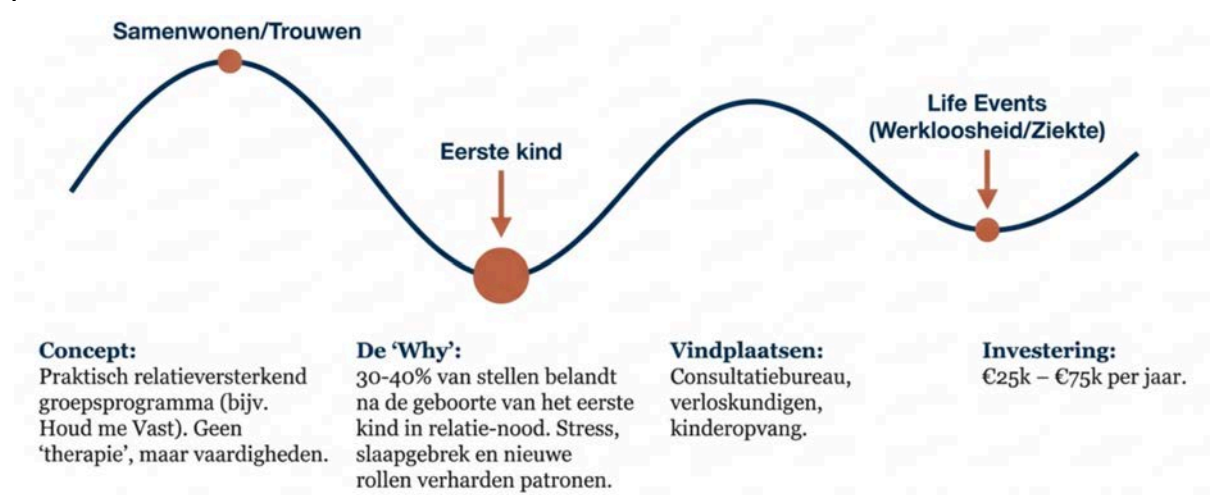 Samenwonen/Trouwen
Eerste kind
Life Events
(Werkloosheid/Ziekte)
Concept:
Praktisch relatieversterkend
groepsprogramma (bijv.
Houd me Vast). Geen
‘therapie’, maar vaardigheden.
De ‘Why’:
30-40% van stellen belandt
na de geboorte van het eerste
kind in relatie-nood. Stress,
slaapgebrek en nieuwe
rollen verharden patronen.
Vindplaatsen:
Consultatiebureau,
verloskundigen,
kinderopvang.
Investering:
€25k – €75k per jaar.